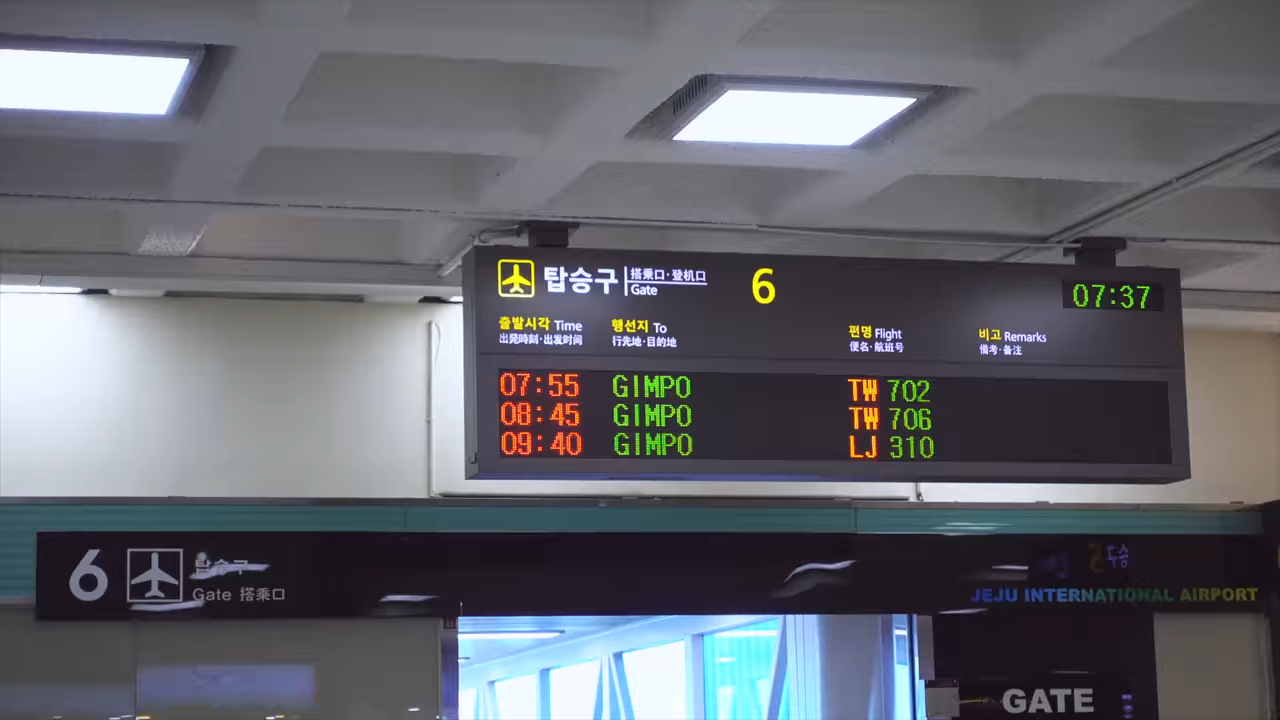 탑승구 搭乘口·登机口 Gate 6 07:37
출발시각 Time 행선지 To 편명 Flight 비고 Remarks
出発時刻·出发时间 行先地·目的地 便名·航班号 備考·备注
07:55 GIMPO TW 702
08:45 GIMPO TW 706
09:40 GIMPO LJ 310
6 탑승구
Gate 搭乘口
JEJU INTERNATIONAL AIRPORT
GATE